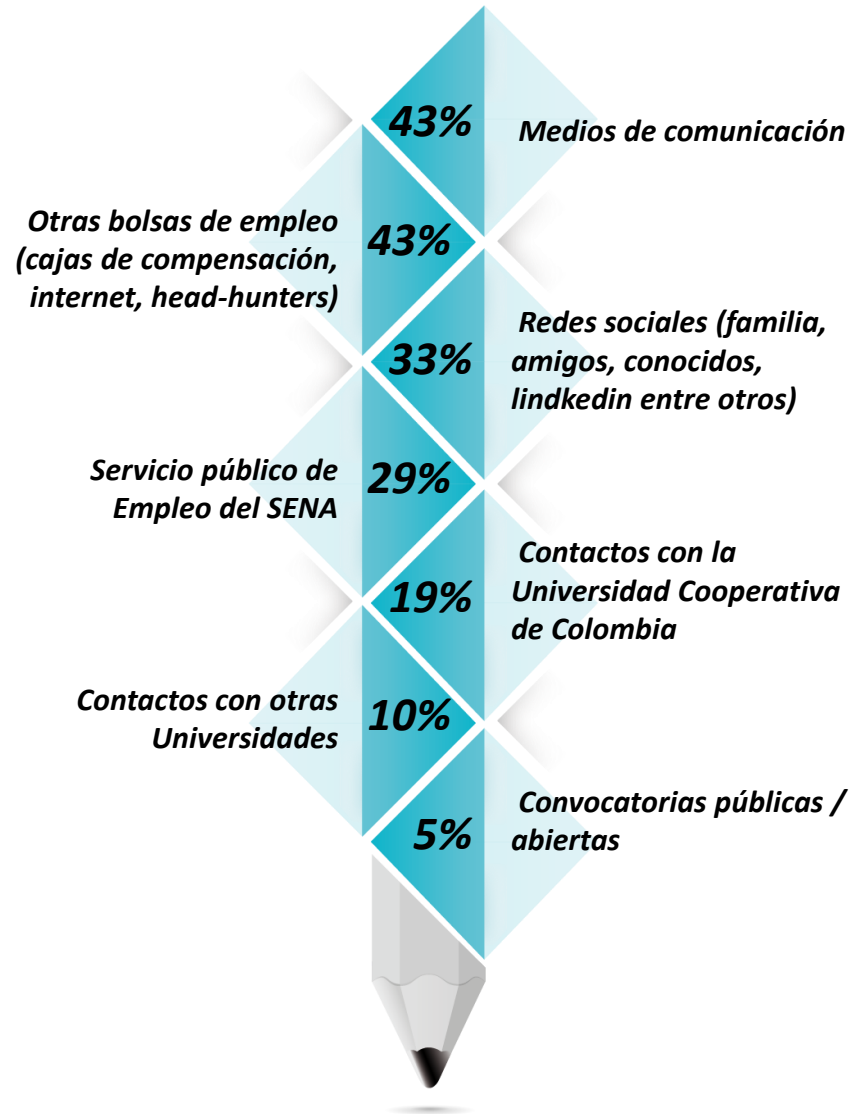 43%
Medios de comunicación
Otras bolsas de empleo
(cajas de compensación,
internet, head-hunters)
43%
33%
Redes sociales (familia,
amigos, conocidos,
lindkedin entre otros)
Servicio público de
Empleo del SENA
29%
19%
Contactos con la
Universidad Cooperativa
de Colombia
Contactos con otras
Universidades
10%
5%
Convocatorias públicas /
abiertas